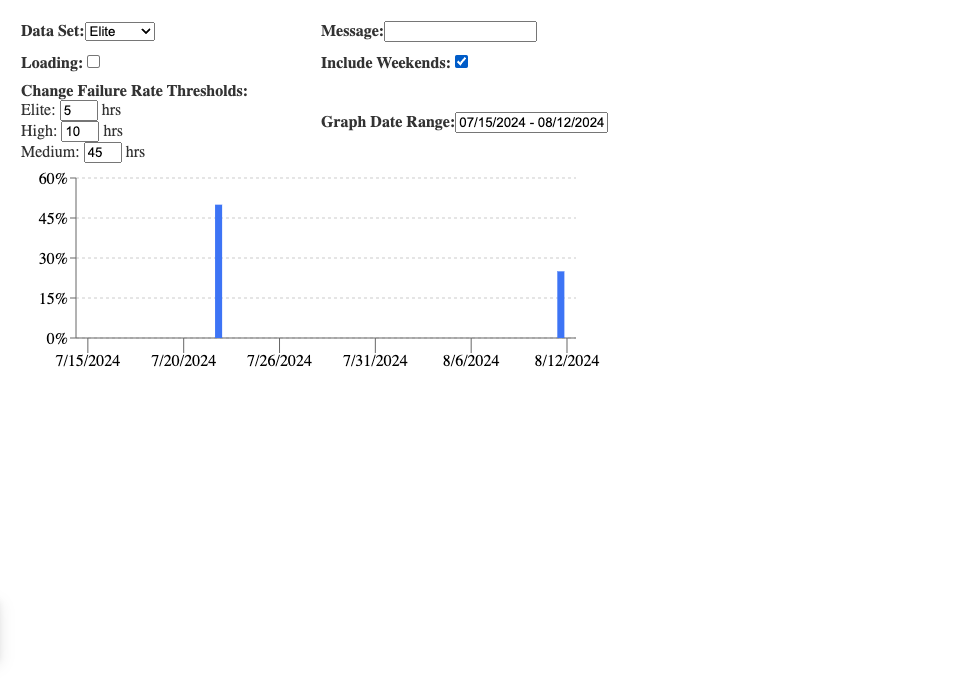 Data Set: Elite
Message:
Loading:
Include Weekends:
Change Failure Rate Thresholds:
Elite: 5 hrs
High: 10 hrs
Graph Date Range: 07/15/2024 - 08/12/2024
Medium: 45 hrs
60%
45%
30%
15%
0%
7/15/2024 7/20/2024 7/26/2024 7/31/2024 8/6/2024 8/12/2024